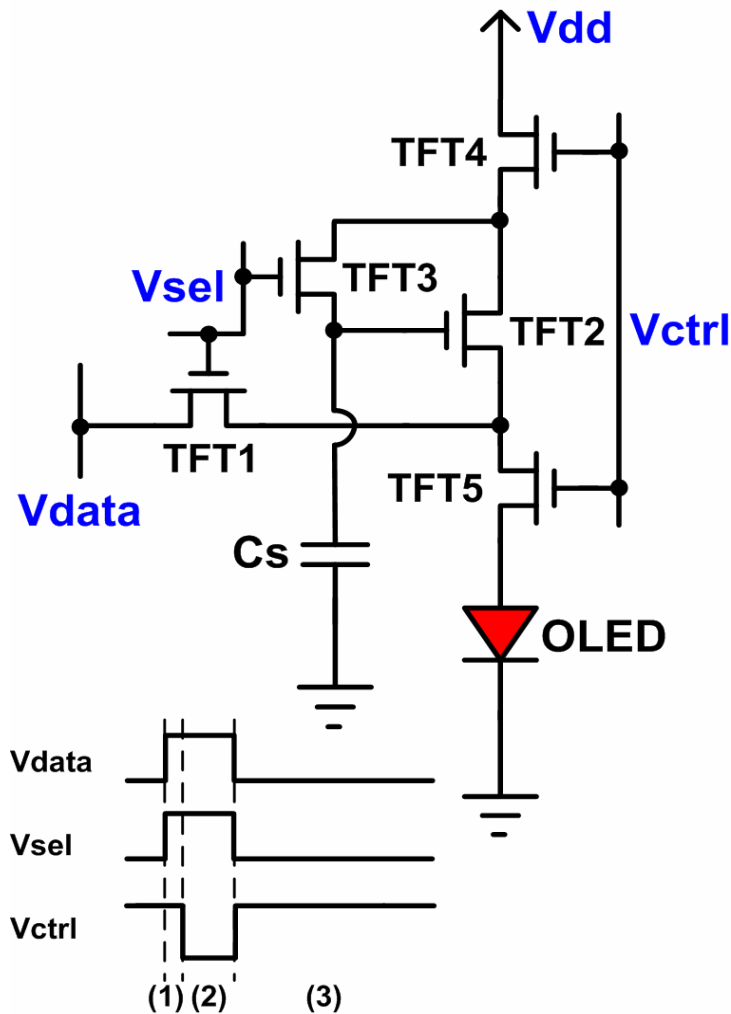 Vdd
TFT4
Vsel
TFT3
TFT2
Vctrl
TFT1
Vdata
TFT5
Cs
OLED
Vdata
Vsel
Vctrl
(1) (2) (3)